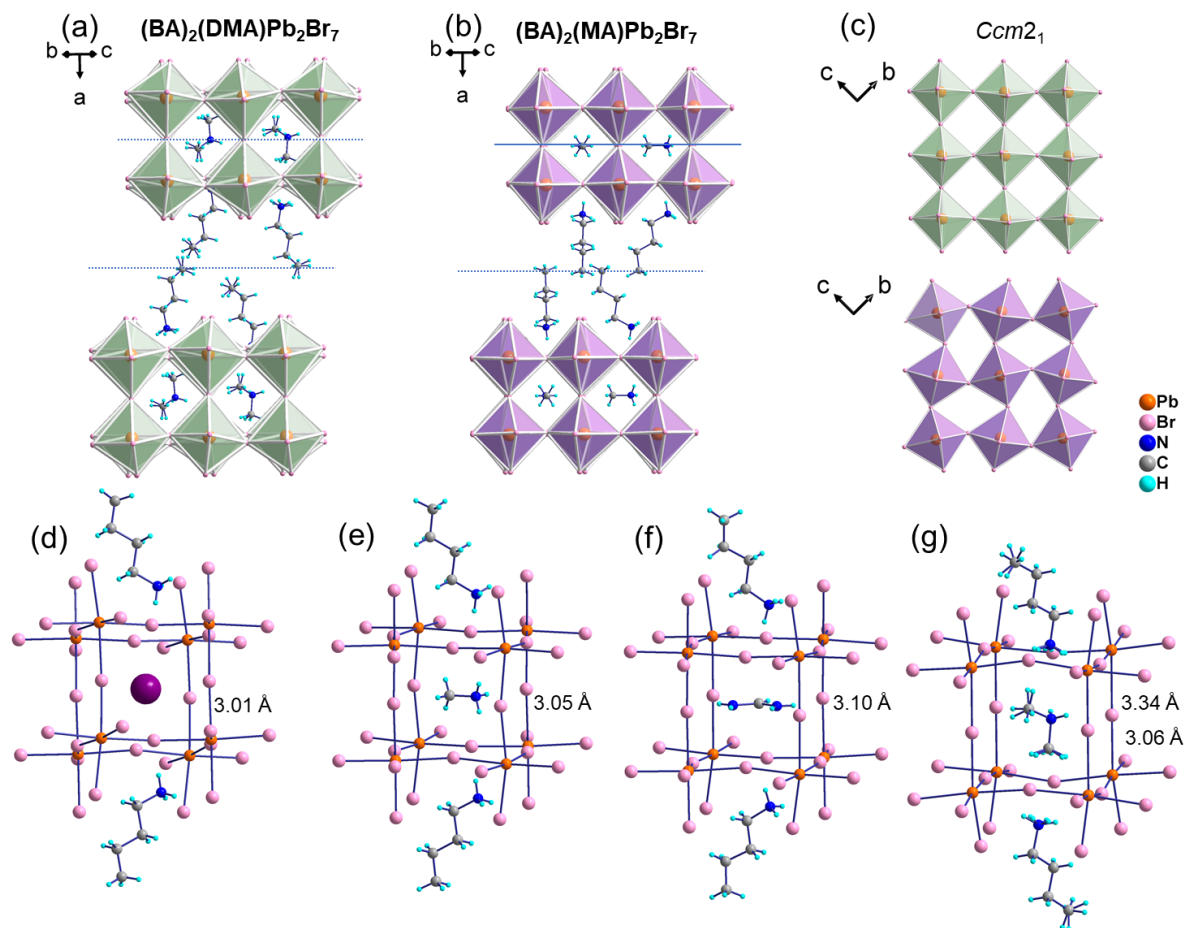 (a) (BA)₂(DMA)Pb₂Br₇
b c
a
(b) (BA)₂(MA)Pb₂Br₇
b c
a
(c) Ccm2₁
c b
c b
Pb
Br
N
C
H
(d)
3.01 Å
(e)
3.05 Å
(f)
3.10 Å
(g)
3.34 Å
3.06 Å